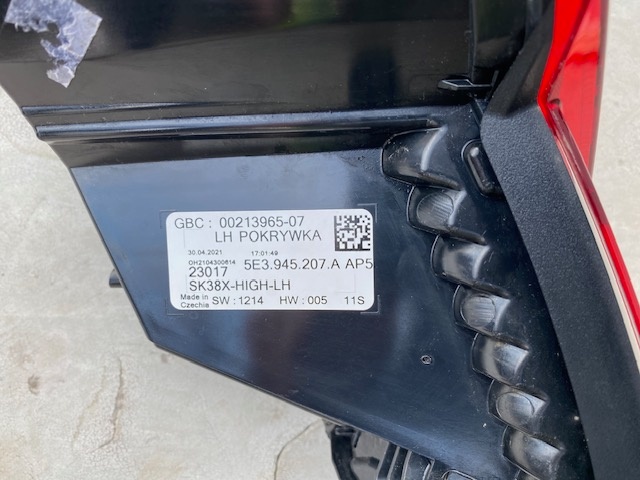 GBC : 00213965-07
LH POKRYWKA
30.04.2021 17:01:49
OH2104300614
23017 5E3.945.207.A AP5
SK38X-HIGH-LH
Made in Czechia SW : 1214 HW : 005 11S